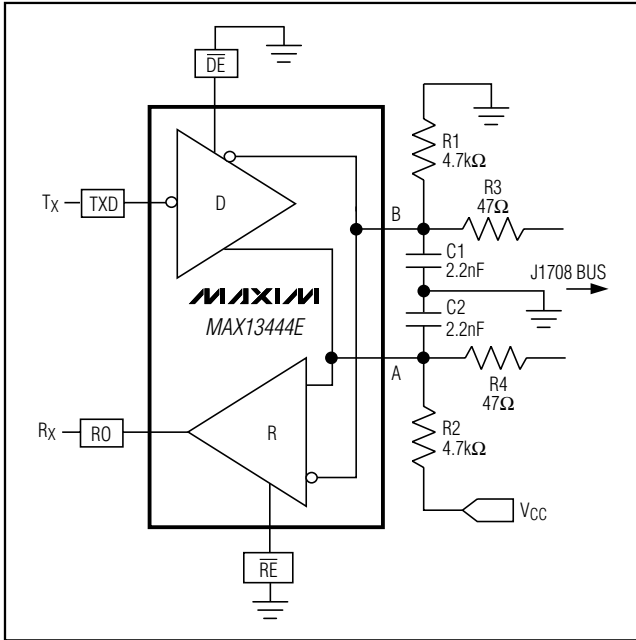 DE
R1
4.7kΩ
R3
47Ω
D
B
TX
TXD
C1
2.2nF
J1708 BUS
MAXIM
MAX13444E
C2
2.2nF
A
R4
47Ω
RX
RO
R
R2
4.7kΩ
VCC
RE